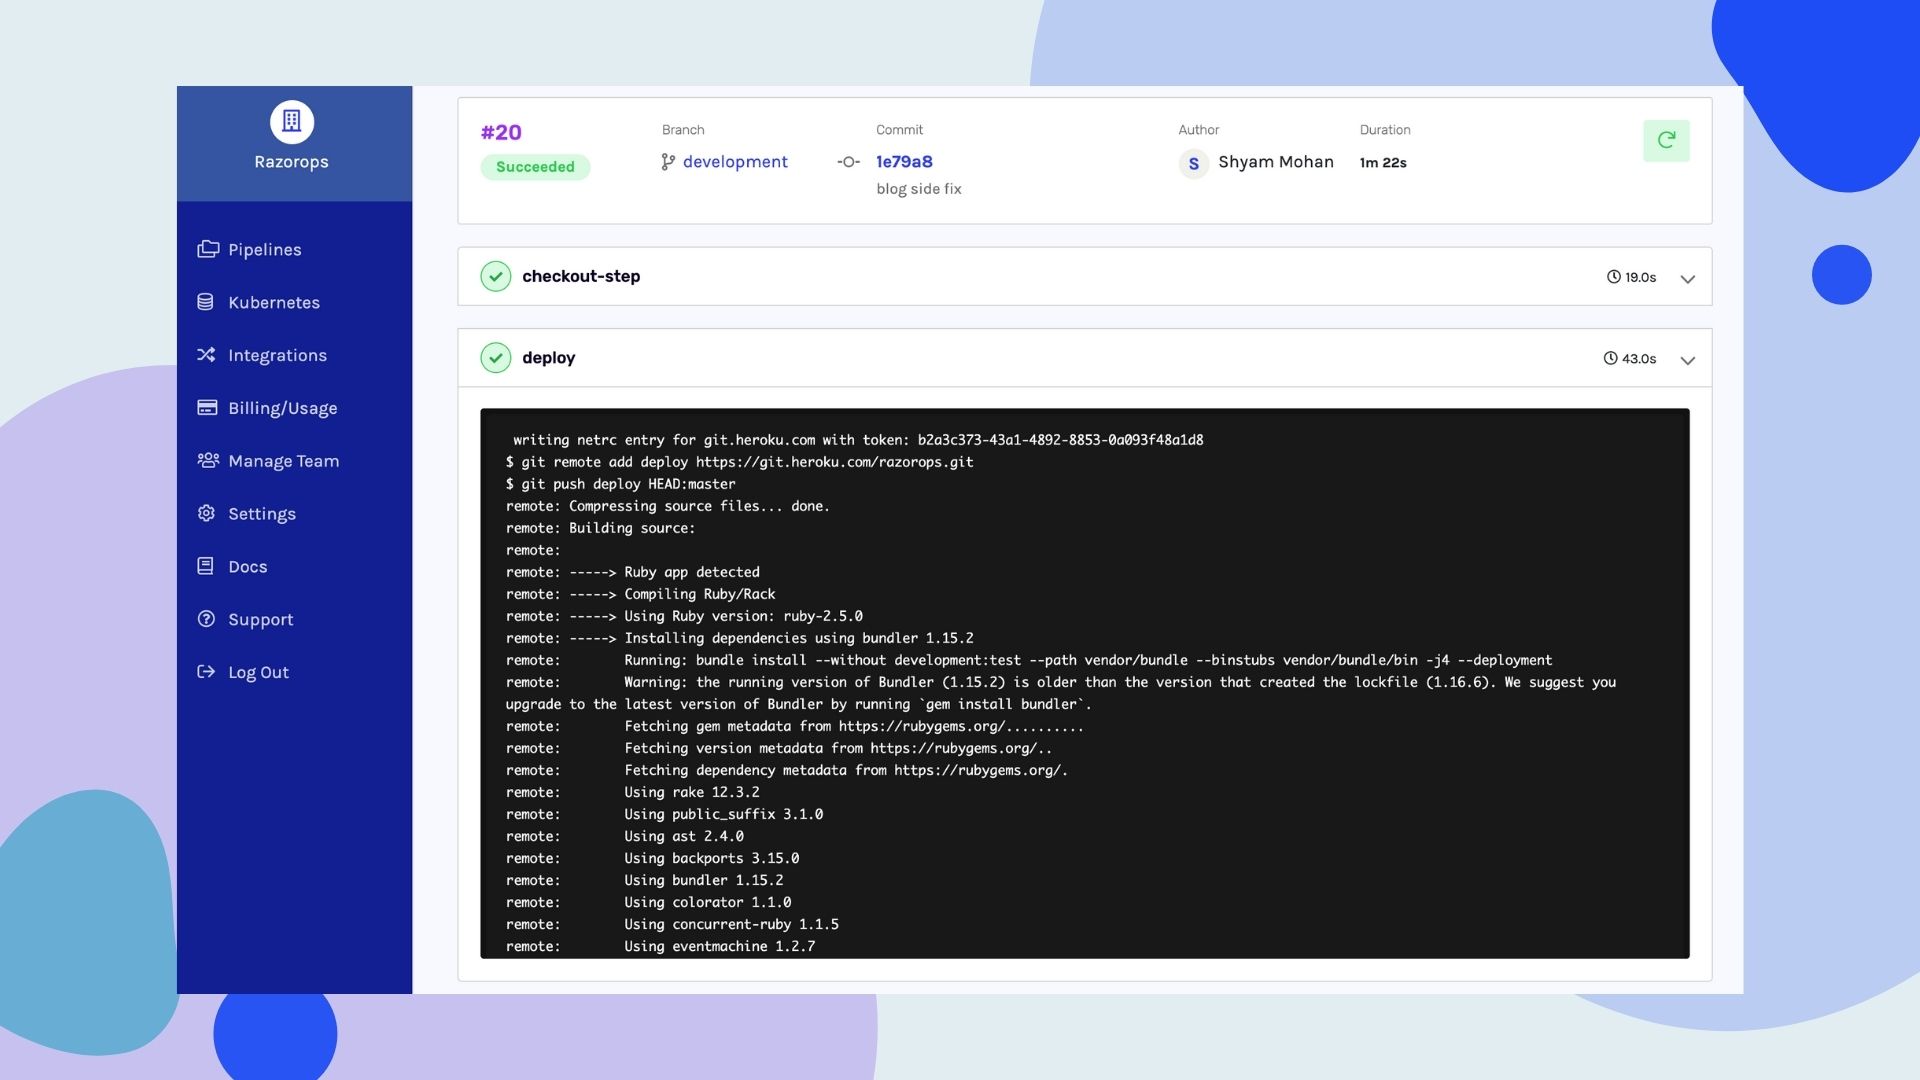 Razorops
Pipelines
Kubernetes
Integrations
Billing/Usage
Manage Team
Settings
Docs
Support
Log Out
#20
Succeeded
Branch
development
Commit
1e79a8
blog side fix
Author
S Shyam Mohan
Duration
1m 22s
checkout-step
19.0s
deploy
43.0s
writing netrc entry for git.heroku.com with token: b2a3c373-43a1-4892-8853-0a093f48a1d8
$ git remote add deploy https://git.heroku.com/razorops.git
$ git push deploy HEAD:master
remote: Compressing source files... done.
remote: Building source:
remote:
remote: -----> Ruby app detected
remote: -----> Compiling Ruby/Rack
remote: -----> Using Ruby version: ruby-2.5.0
remote: -----> Installing dependencies using bundler 1.15.2
remote:        Running: bundle install --without development:test --path vendor/bundle --binstubs vendor/bundle/bin -j4 --deployment
remote:        Warning: the running version of Bundler (1.15.2) is older than the version that created the lockfile (1.16.6). We suggest you
upgrade to the latest version of Bundler by running `gem install bundler`.
remote:        Fetching gem metadata from https://rubygems.org/..........
remote:        Fetching version metadata from https://rubygems.org/..
remote:        Fetching dependency metadata from https://rubygems.org/.
remote:        Using rake 12.3.2
remote:        Using public_suffix 3.1.0
remote:        Using ast 2.4.0
remote:        Using backports 3.15.0
remote:        Using bundler 1.15.2
remote:        Using colorator 1.1.0
remote:        Using concurrent-ruby 1.1.5
remote:        Using eventmachine 1.2.7